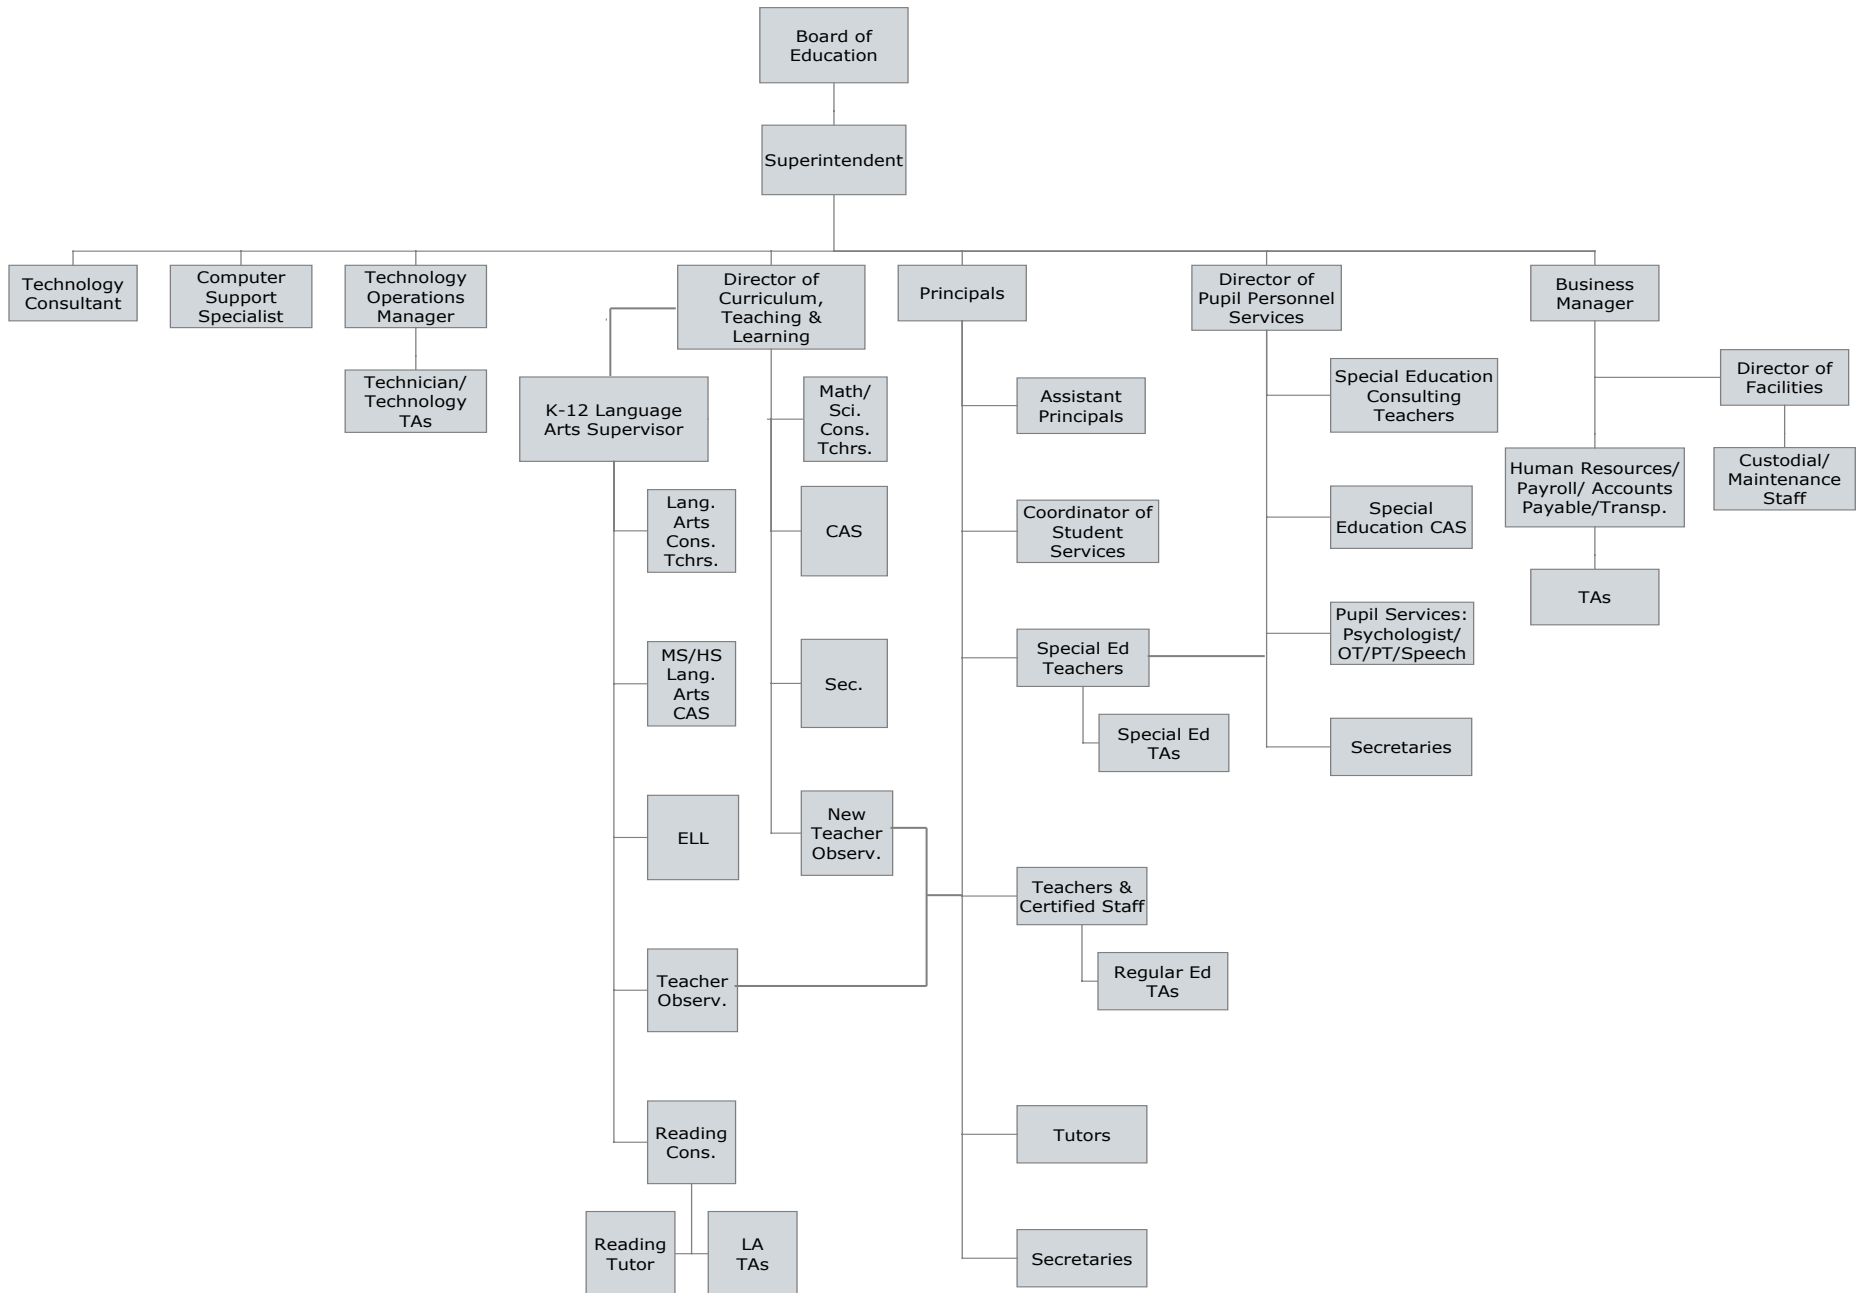 Board of
Education
Superintendent
Technology
Consultant
Computer
Support
Specialist
Technology
Operations
Manager
Director of
Curriculum,
Teaching &
Learning
Principals
Director of
Pupil Personnel
Services
Business
Manager
Technician/
Technology
TAs
K-12 Language
Arts Supervisor
Math/
Sci.
Cons.
Tchrs.
Assistant
Principals
Special Education
Consulting
Teachers
Director of
Facilities
Human Resources/
Payroll/ Accounts
Payable/Transp.
Custodial/
Maintenance
Staff
Lang.
Arts
Cons.
Tchrs.
CAS
Coordinator of
Student
Services
Special
Education CAS
TAs
MS/HS
Lang.
Arts
CAS
Sec.
Special Ed
Teachers
Pupil Services:
Psychologist/
OT/PT/Speech
Special Ed
TAs
Secretaries
ELL
New
Teacher
Observ.
Teachers &
Certified Staff
Teacher
Observ.
Regular Ed
TAs
Reading
Cons.
Tutors
Reading
Tutor
LA
TAs
Secretaries